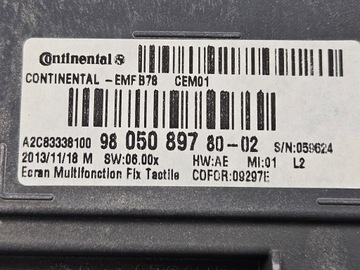 Continental
CONTINENTAL -EMF B78 CEM01
A2C83338100 98 050 897 80-02 S/N:059624
2013/11/18 M SW:06.00x HW:AE MI:01 L2
Ecran Multifonction Fix Tactile COFOR:09297E